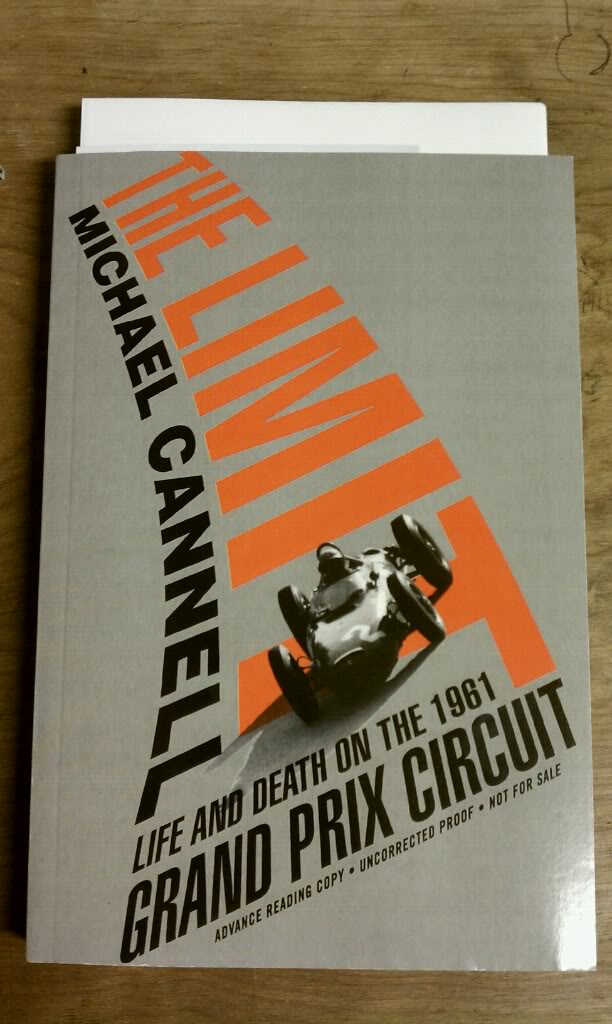 THE LIMIT
MICHAEL CANNELL
LIFE AND DEATH ON THE 1961
GRAND PRIX CIRCUIT
ADVANCE READING COPY • UNCORRECTED PROOF • NOT FOR SALE
2